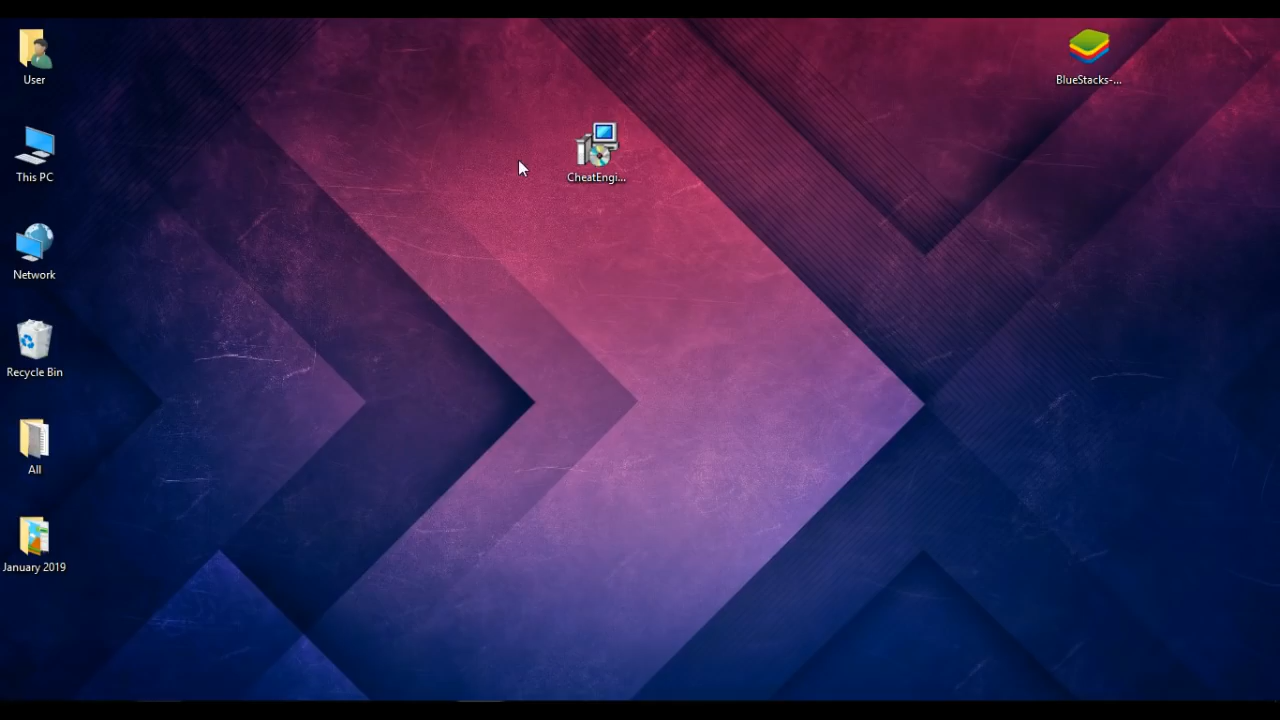 User
BlueStacks-...
This PC
CheatEngi...
Network
Recycle Bin
All
January 2019